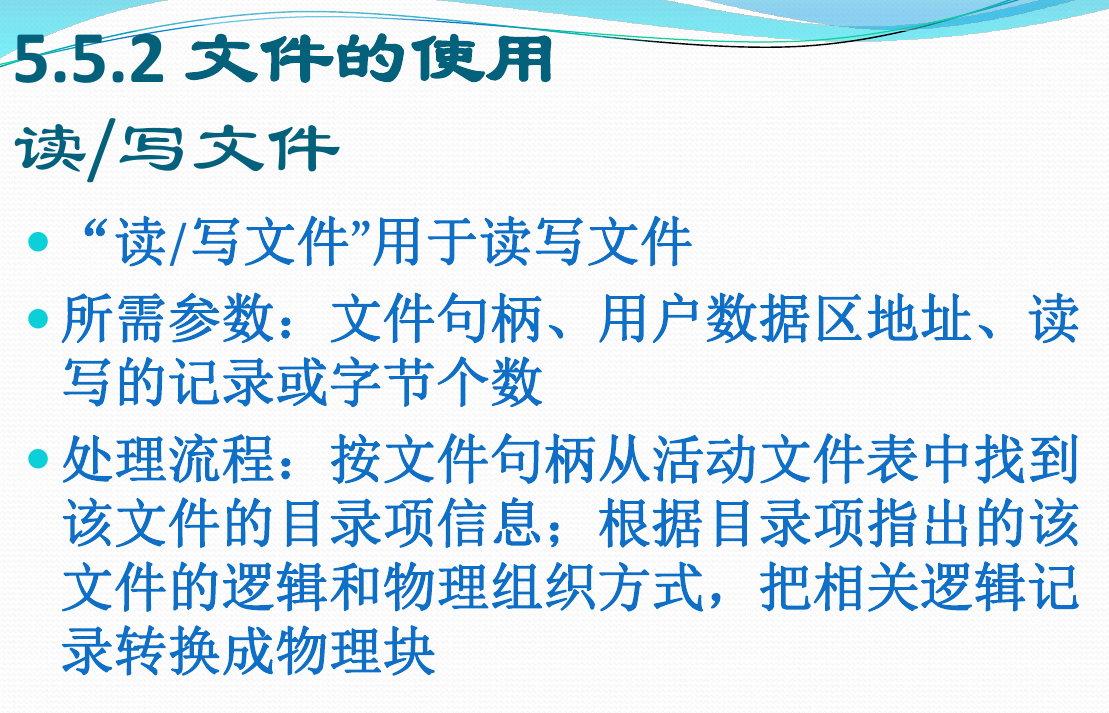 5.5.2 文件的使用
读/写文件
• “读/写文件”用于读写文件
• 所需参数：文件句柄、用户数据区地址、读
写的记录或字节个数
• 处理流程：按文件句柄从活动文件表中找到
该文件的目录项信息；根据目录项指出的该
文件的逻辑和物理组织方式，把相关逻辑记
录转换成物理块